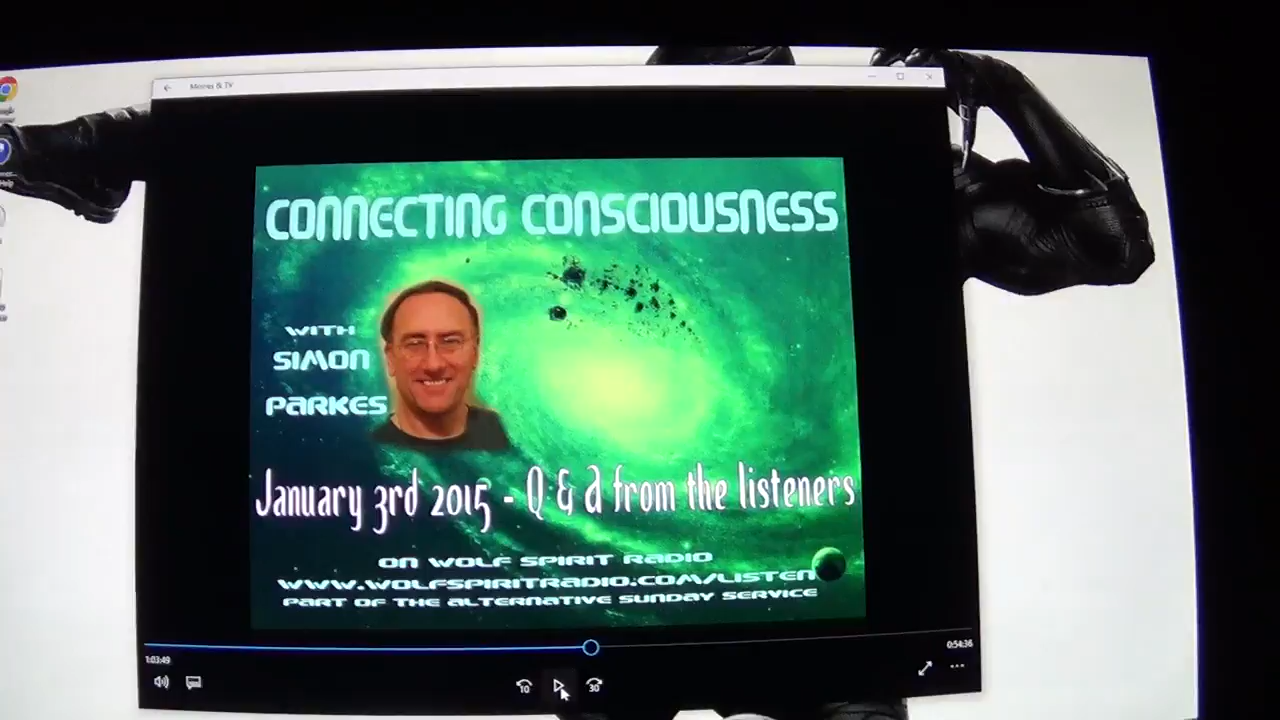 Movies & TV
CONNECTING CONSCIOUSNESS
WITH
SIMON
PARKES
January 3rd 2015 - Q & A from the listeners
ON WOLF SPIRIT RADIO
WWW.WOLFSPIRITRADIO.COM/LISTEN
PART OF THE ALTERNATIVE SUNDAY SERVICE
1:03:49
0:54:36
10
30